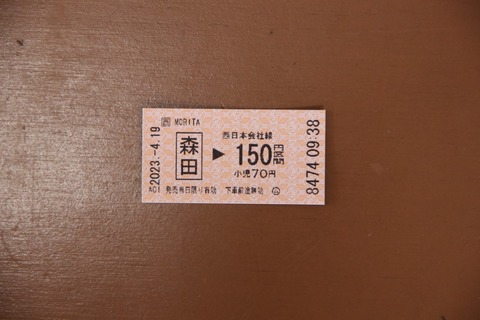 西 MORITA
2023.-4.19
森田
▶
西日本会社線
150円区間
小児70円
8474 09:38
A01 発売当日限り有効 下車前途無効